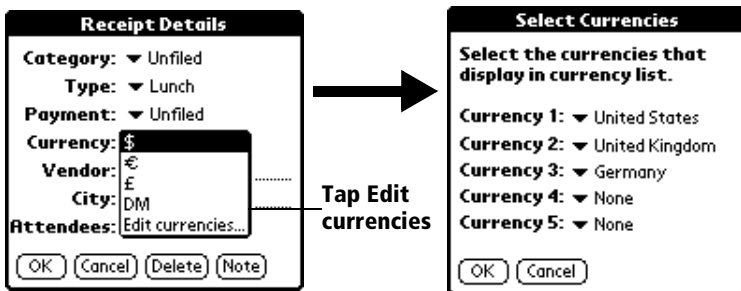 Receipt Details
Category: Unfiled
Type: Lunch
Payment: Unfiled
Currency: $
€
Vendor:
£
City:
DM
Attendees: Edit currencies...
OK Cancel Delete Note
Tap Edit
currencies
Select Currencies
Select the currencies that
display in currency list.
Currency 1: United States
Currency 2: United Kingdom
Currency 3: Germany
Currency 4: None
Currency 5: None
OK Cancel